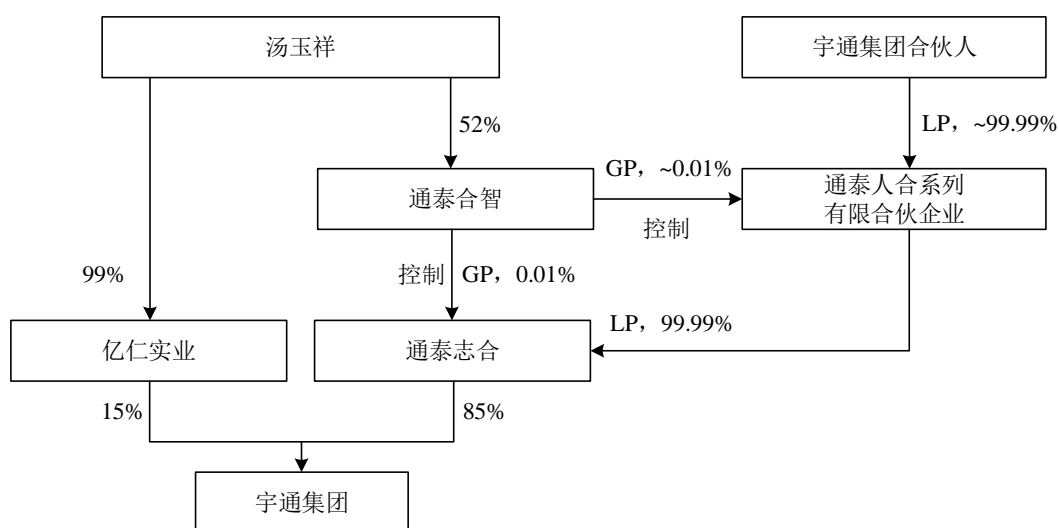 汤玉祥
宇通集团合伙人
52%
LP，~99.99%
GP，~0.01%
通泰合智
通泰人合系列
有限合伙企业
控制
99%
控制
GP，0.01%
LP，99.99%
亿仁实业
通泰志合
15%
85%
宇通集团